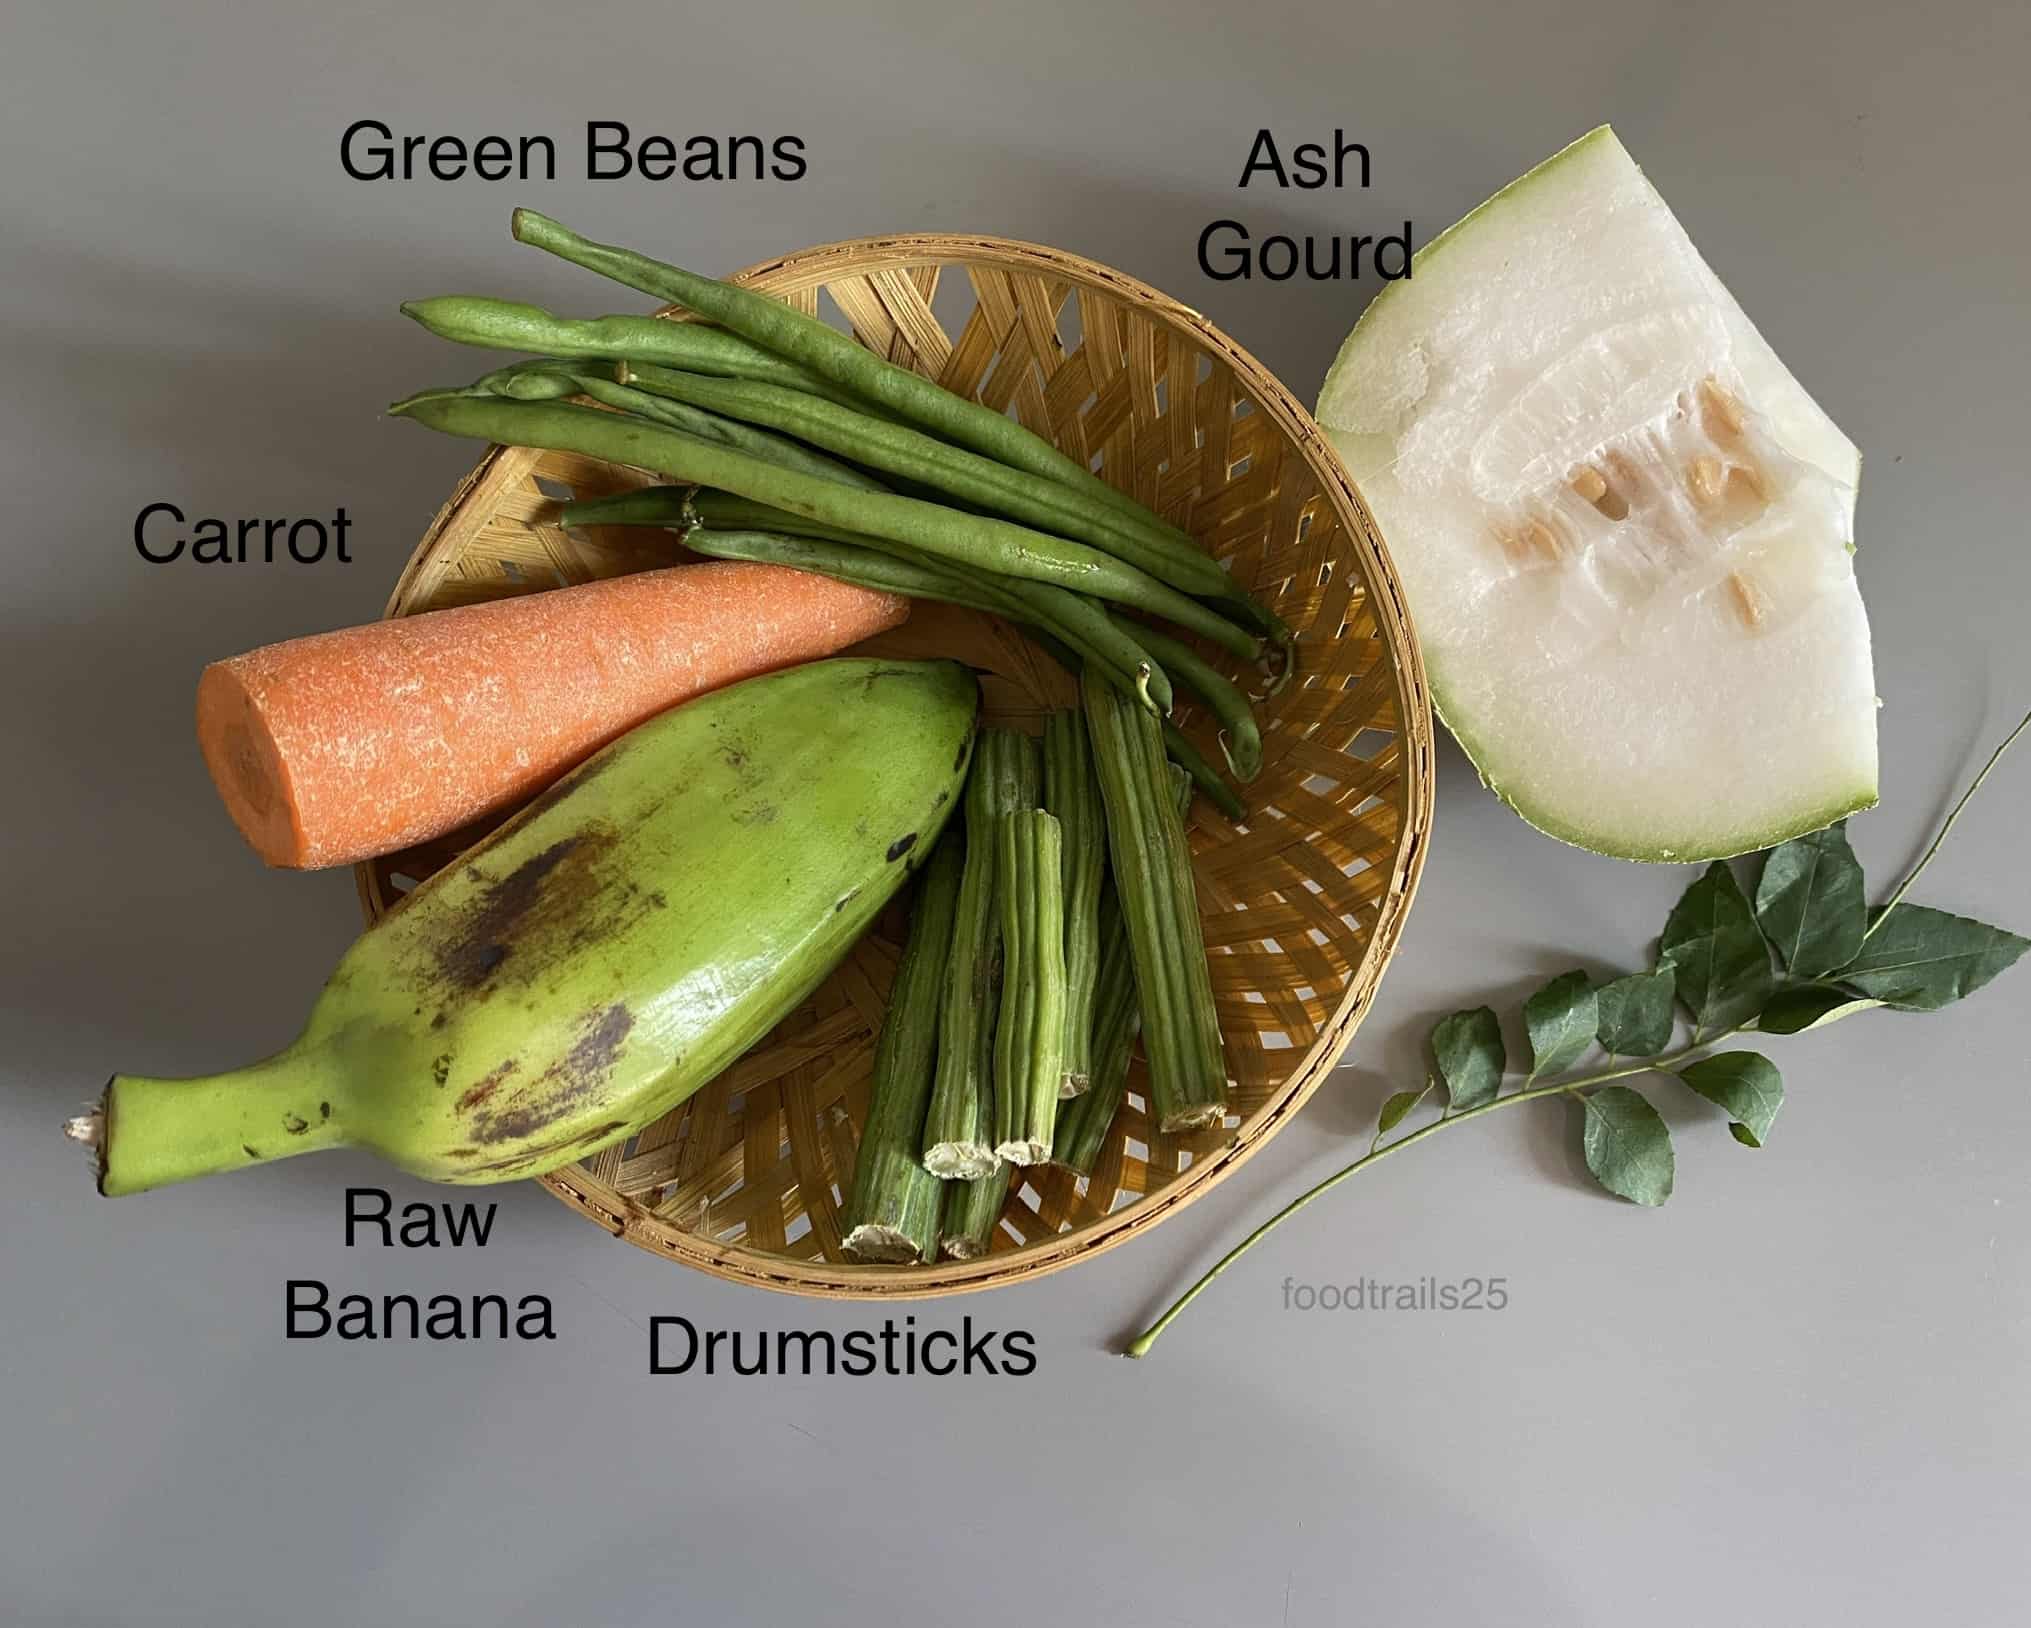 Green Beans
Ash
Gourd
Carrot
Raw
Banana
Drumsticks
foodtrails25